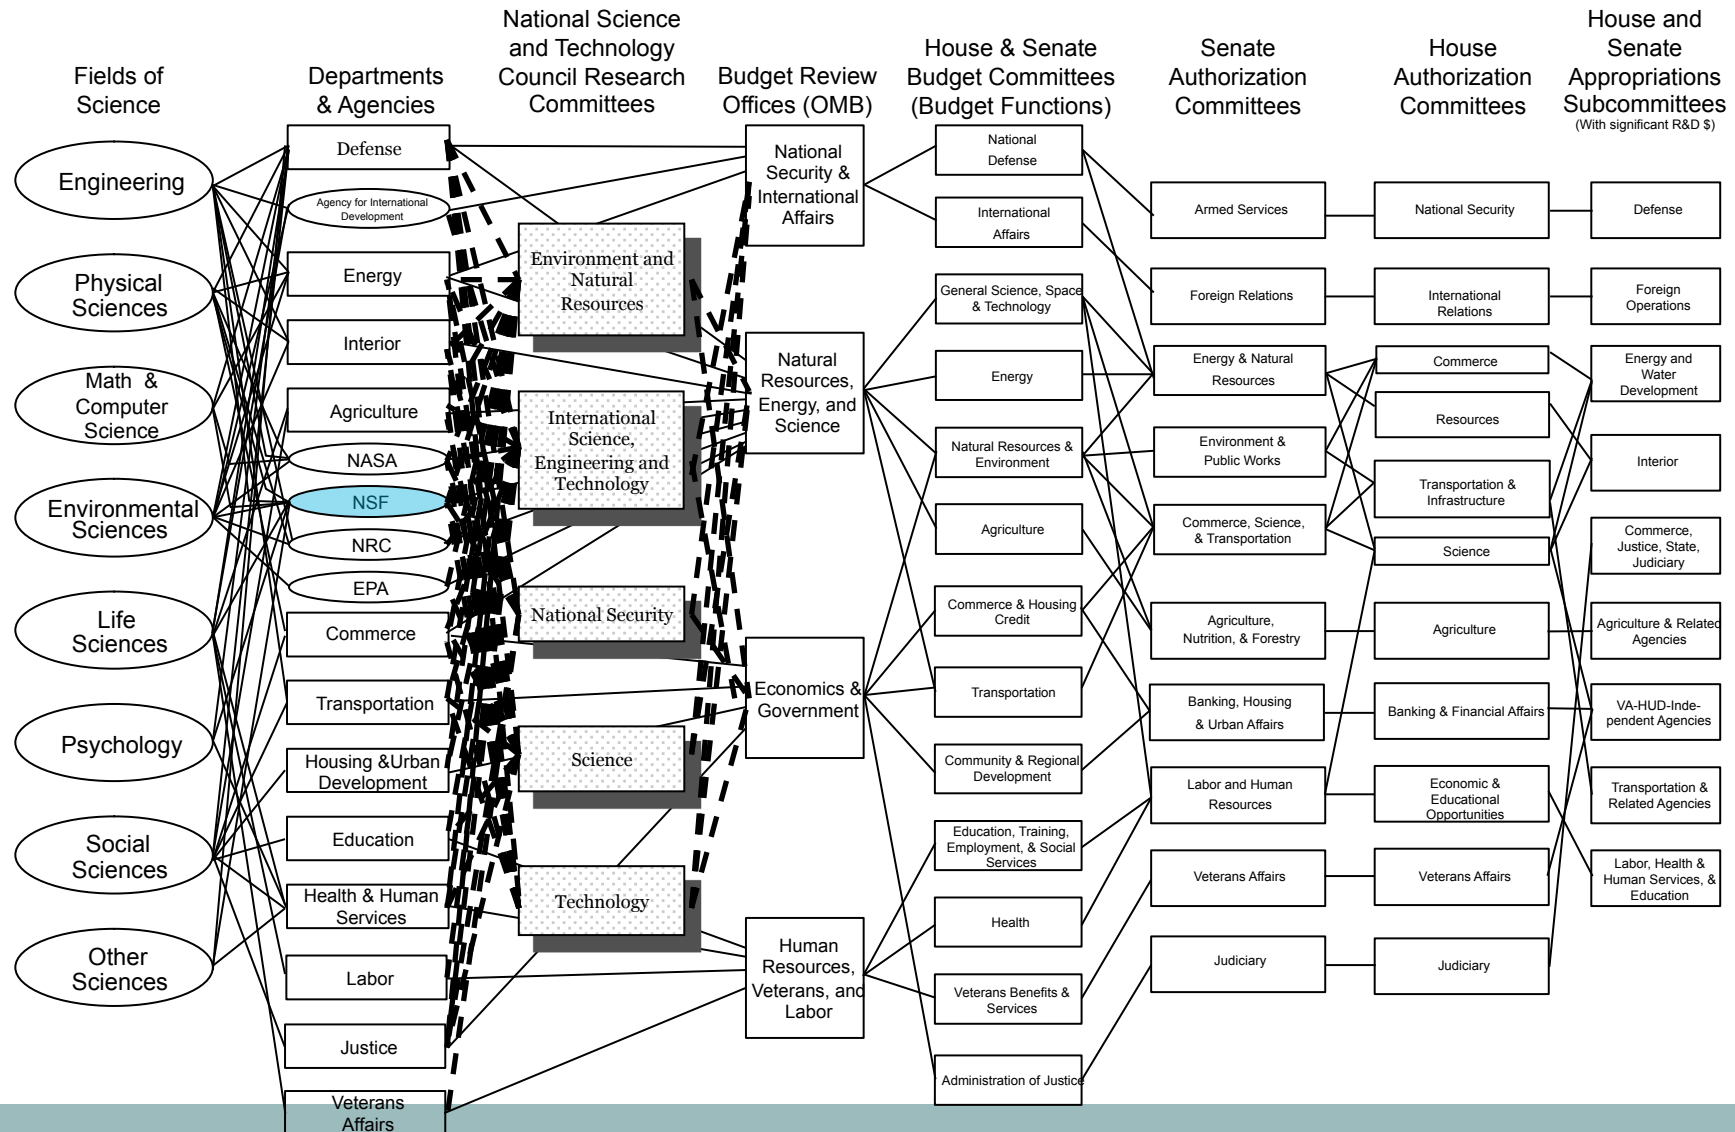 Fields of
Science
Departments
& Agencies
National Science
and Technology
Council Research
Committees
Budget Review
Offices (OMB)
House & Senate
Budget Committees
(Budget Functions)
Senate
Authorization
Committees
House
Authorization
Committees
House and
Senate
Appropriations
Subcommittees
(With significant R&D $)
Engineering
Physical
Sciences
Math &
Computer
Science
Environmental
Sciences
Life
Sciences
Psychology
Social
Sciences
Other
Sciences
Defense
Agency for International
Development
Energy
Interior
Agriculture
NASA
NSF
NRC
EPA
Commerce
Transportation
Housing &Urban
Development
Education
Health & Human
Services
Labor
Justice
Veterans
Affairs
Environment and
Natural
Resources
International
Science,
Engineering and
Technology
National Security
Science
Technology
National
Security &
International
Affairs
Natural
Resources,
Energy, and
Science
Economics &
Government
Human
Resources,
Veterans, and
Labor
National
Defense
International
Affairs
General Science, Space
& Technology
Energy
Natural Resources &
Environment
Agriculture
Commerce & Housing
Credit
Transportation
Community & Regional
Development
Education, Training,
Employment, & Social
Services
Health
Veterans Benefits &
Services
Administration of Justice
Armed Services
Foreign Relations
Energy & Natural
Resources
Environment &
Public Works
Commerce, Science,
& Transportation
Agriculture,
Nutrition, & Forestry
Banking, Housing
& Urban Affairs
Labor and Human
Resources
Veterans Affairs
Judiciary
National Security
International
Relations
Commerce
Resources
Transportation &
Infrastructure
Science
Agriculture
Banking & Financial Affairs
Economic &
Educational
Opportunities
Veterans Affairs
Judiciary
Defense
Foreign
Operations
Energy and
Water
Development
Interior
Commerce,
Justice, State,
Judiciary
Agriculture & Related
Agencies
VA-HUD-Inde-
pendent Agencies
Transportation &
Related Agencies
Labor, Health &
Human Services, &
Education